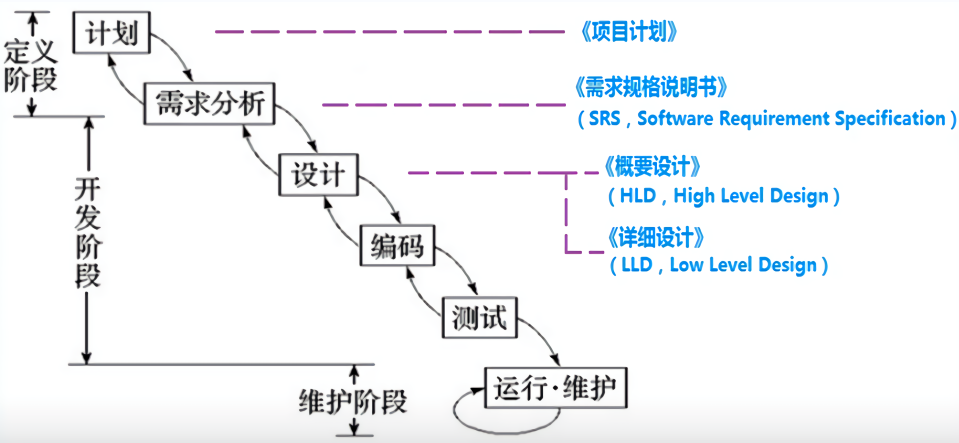 计划
《项目计划》
定义
阶段
需求分析
《需求规格说明书》
（SRS，Software Requirement Specification）
设计
《概要设计》
（HLD，High Level Design）
开发阶段
编码
《详细设计》
（LLD，Low Level Design）
测试
运行·维护
维护阶段